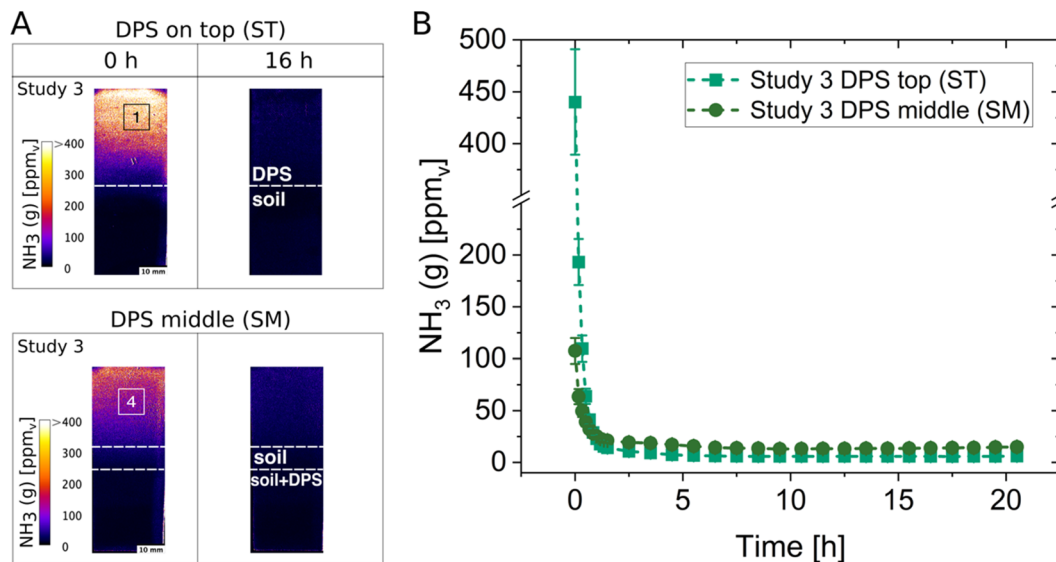 A
DPS on top (ST)
0 h
16 h
Study 3
1
NH3 (g) [ppmv]
>400
300
200
100
0
10 mm
DPS
soil
DPS middle (SM)
Study 3
4
NH3 (g) [ppmv]
>400
300
200
100
0
10 mm
soil
soil+DPS
B
NH3 (g) [ppmv]
500
450
400
200
150
100
50
0
Study 3 DPS top (ST)
Study 3 DPS middle (SM)
0
5
10
15
20
Time [h]